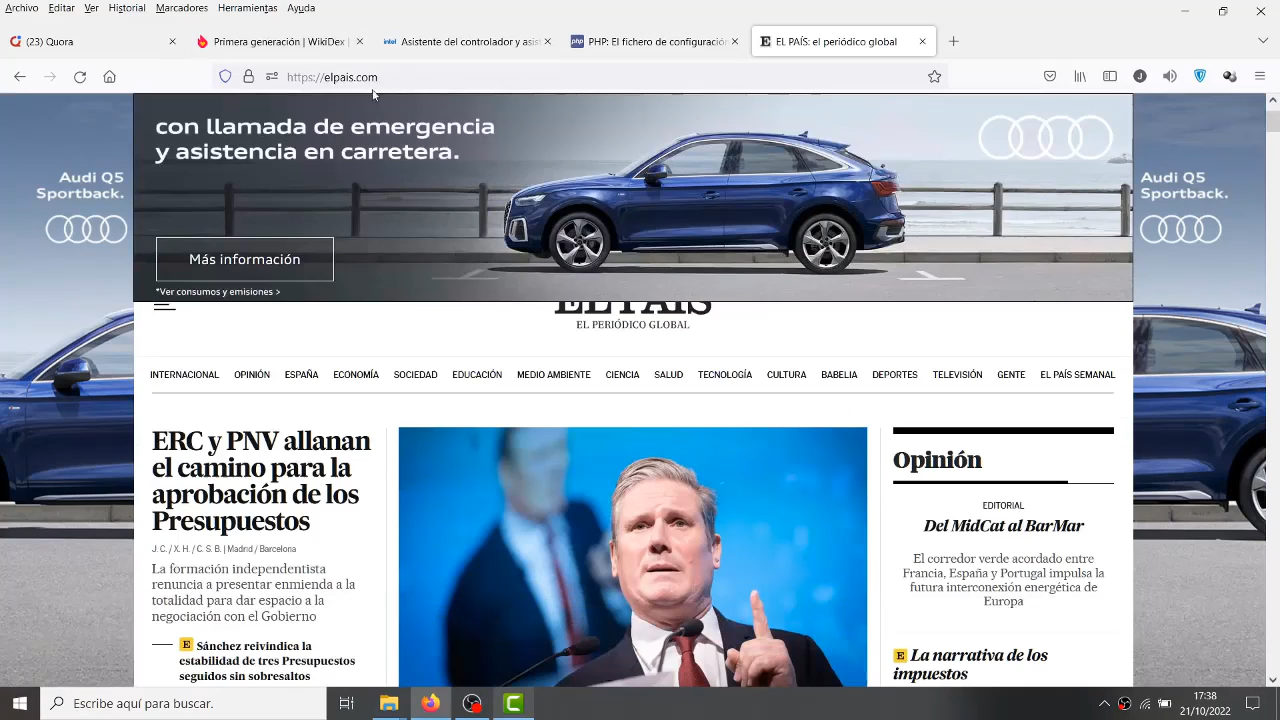 Archivo Editar Ver Historial Marcadores Herramientas Ayuda
(23) Quora
Primera generación | WikiDex
Asistente del controlador y asis
PHP: El fichero de configuración
EL PAÍS: el periódico global
https://elpais.com
con llamada de emergencia
y asistencia en carretera.
Más información
*Ver consumos y emisiones >
Audi Q5
Sportback.
Audi Q5
Sportback.
EL PAÍS
EL PERIÓDICO GLOBAL
INTERNACIONAL OPINIÓN ESPAÑA ECONOMÍA SOCIEDAD EDUCACIÓN MEDIO AMBIENTE CIENCIA SALUD TECNOLOGÍA CULTURA BABELIA DEPORTES TELEVISIÓN GENTE EL PAÍS SEMANAL
ERC y PNV allanan
el camino para la
aprobación de los
Presupuestos
J. C. / X. H. / C. S. B. | Madrid / Barcelona
La formación independentista
renuncia a presentar enmienda a la
totalidad para dar espacio a la
negociación con el Gobierno
E Sánchez reivindica la
estabilidad de tres Presupuestos
seguidos sin sobresaltos
Opinión
EDITORIAL
Del MidCat al BarMar
El corredor verde acordado entre
Francia, España y Portugal impulsa la
futura interconexión energética de
Europa
E La narrativa de los
impuestos
Escribe aquí para buscar.
17:38
21/10/2022